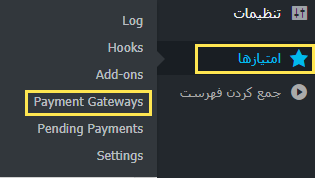 تنظیمات
امتیازها
جمع کردن فهرست
Log
Hooks
Add-ons
Payment Gateways
Pending Payments
Settings